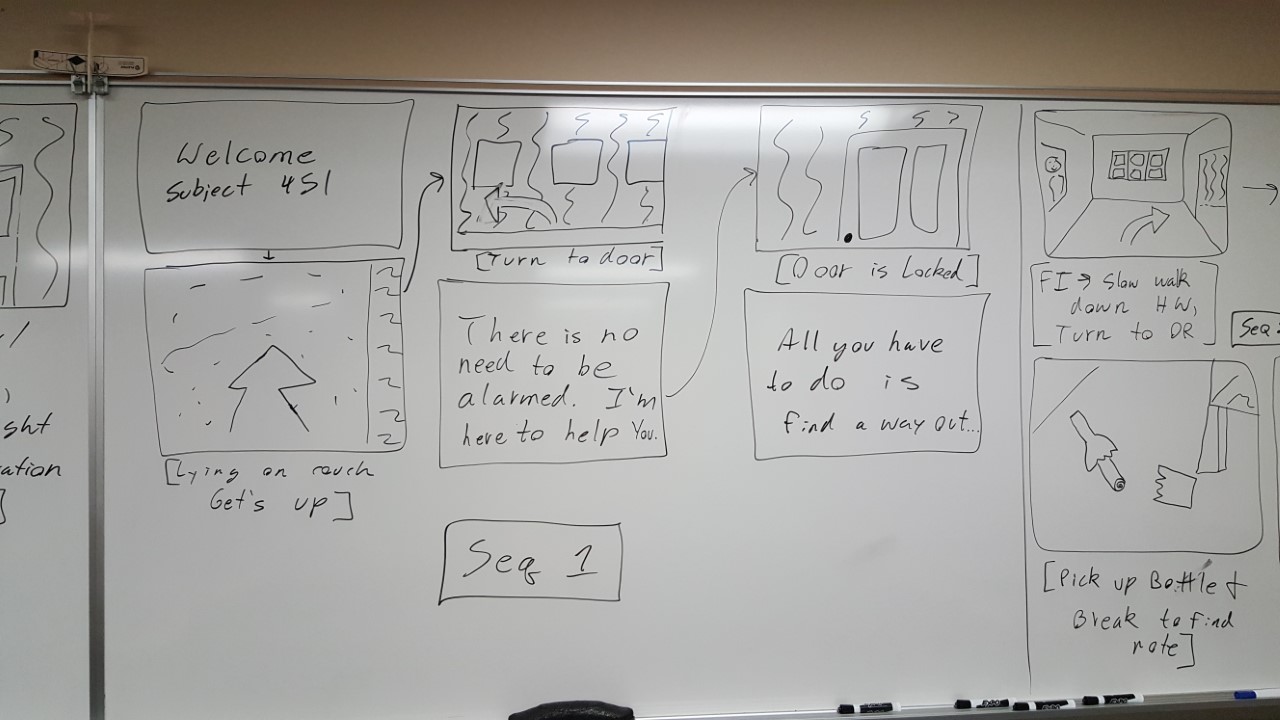 ght
ation
]
Welcome
Subject 451
[Lying on couch
Get's up]
[Turn to door]
There is no
need to be
alarmed. I'm
here to help You.
Seq 1
[Door is Locked]
All you have
to do is
find a way out...
FI → Slow walk
down HW,
Turn to DR
Seq
[Pick up Bottle &
Break to find
note]